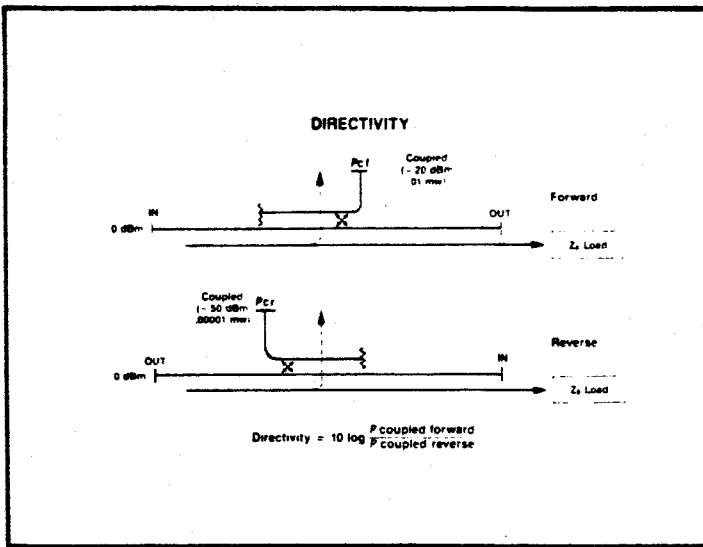 DIRECTIVITY
Pcf
Coupled
(- 20 dBm
01 mw)
Forward
IN
OUT
0 dBm
Z₀ Load
Coupled
(- 50 dBm
.00001 mw)
Pcr
Reverse
OUT
IN
0 dBm
Z₀ Load
Directivity = 10 log P coupled forward
P coupled reverse